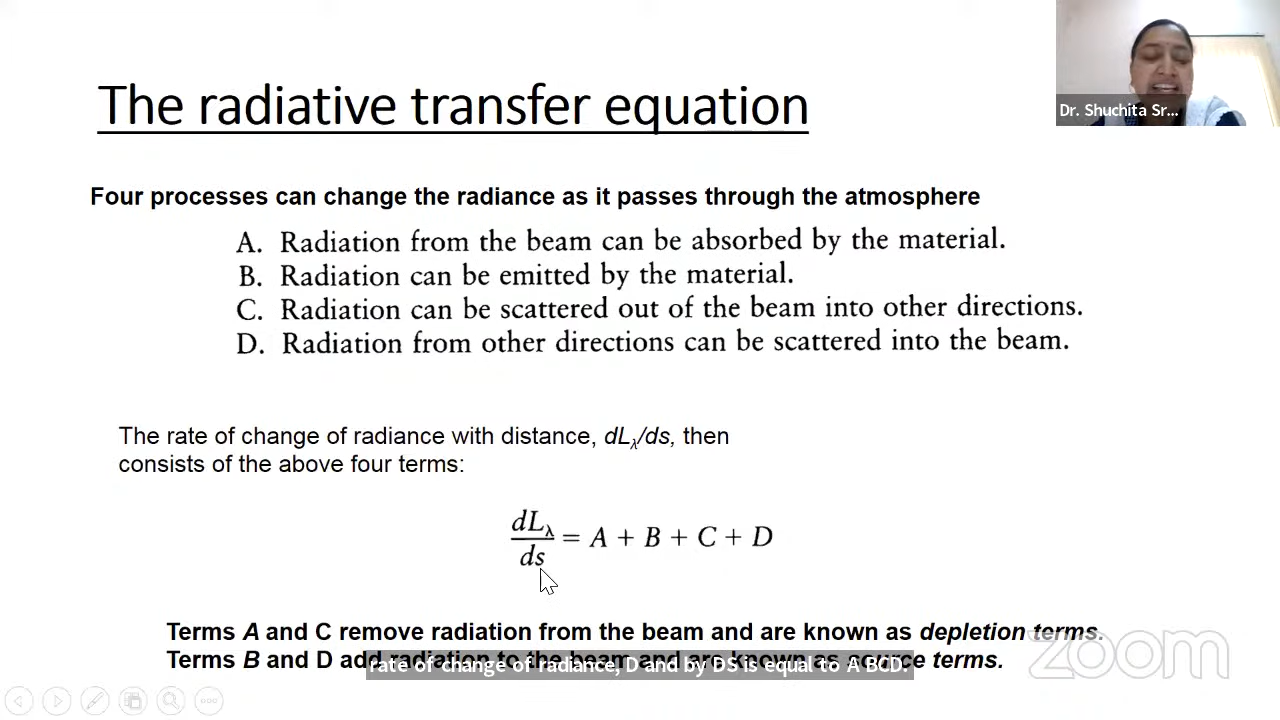 The radiative transfer equation
Dr. Shuchita Sr...
Four processes can change the radiance as it passes through the atmosphere
A. Radiation from the beam can be absorbed by the material.
B. Radiation can be emitted by the material.
C. Radiation can be scattered out of the beam into other directions.
D. Radiation from other directions can be scattered into the beam.
The rate of change of radiance with distance, dLλ/ds, then
consists of the above four terms:
dLλ/ds = A + B + C + D
Terms A and C remove radiation from the beam and are known as depletion terms.
Terms B and D add radiation to the beam and are known as source terms.
rate of change of radiance, D and by DS is equal to A BCD.
zoom